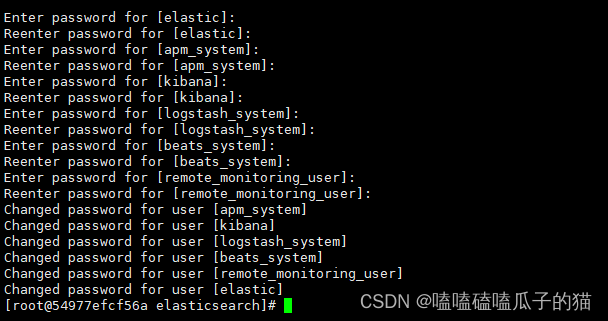 Enter password for [elastic]:
Reenter password for [elastic]:
Enter password for [apm_system]:
Reenter password for [apm_system]:
Enter password for [kibana]:
Reenter password for [kibana]:
Enter password for [logstash_system]:
Reenter password for [logstash_system]:
Enter password for [beats_system]:
Reenter password for [beats_system]:
Enter password for [remote_monitoring_user]:
Reenter password for [remote_monitoring_user]:
Changed password for user [apm_system]
Changed password for user [kibana]
Changed password for user [logstash_system]
Changed password for user [beats_system]
Changed password for user [remote_monitoring_user]
Changed password for user [elastic]
[root@54977efcf56a elasticsearch]#
CSDN @嗑嗑磕嗑瓜子的猫